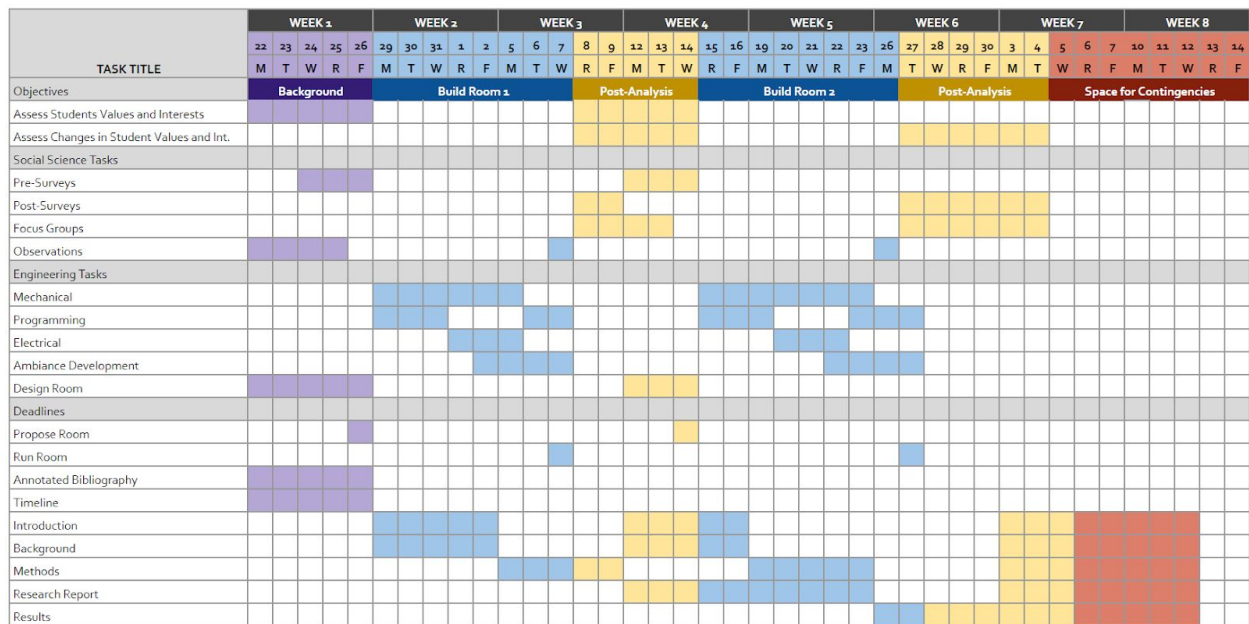 WEEK 1 WEEK 2 WEEK 3 WEEK 4 WEEK 5 WEEK 6 WEEK 7 WEEK 8
22 23 24 25 26 29 30 31 1 2 5 6 7 8 9 12 13 14 15 16 19 20 21 22 23 26 27 28 29 30 3 4 5 6 7 10 11 12 13 14
TASK TITLE M T W R F M T W R F M T W R F M T W R F M T W R F M T W R F M T W R F M T W R F
Objectives Background Build Room 1 Post-Analysis Build Room 2 Post-Analysis Space for Contingencies
Assess Students Values and Interests
Assess Changes in Student Values and Int.
Social Science Tasks
Pre-Surveys
Post-Surveys
Focus Groups
Observations
Engineering Tasks
Mechanical
Programming
Electrical
Ambiance Development
Design Room
Deadlines
Propose Room
Run Room
Annotated Bibliography
Timeline
Introduction
Background
Methods
Research Report
Results